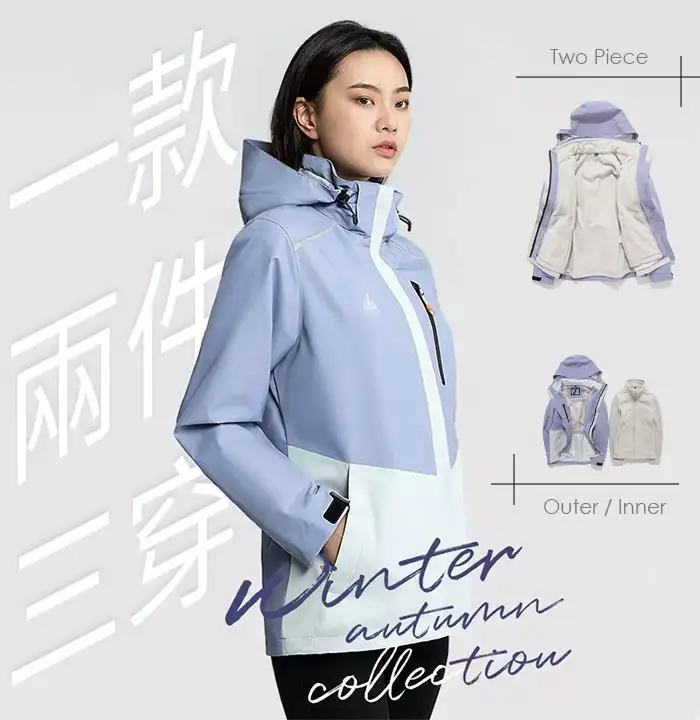 一款
兩件
三穿
Two Piece
Outer / Inner
Winter
autumn
collection